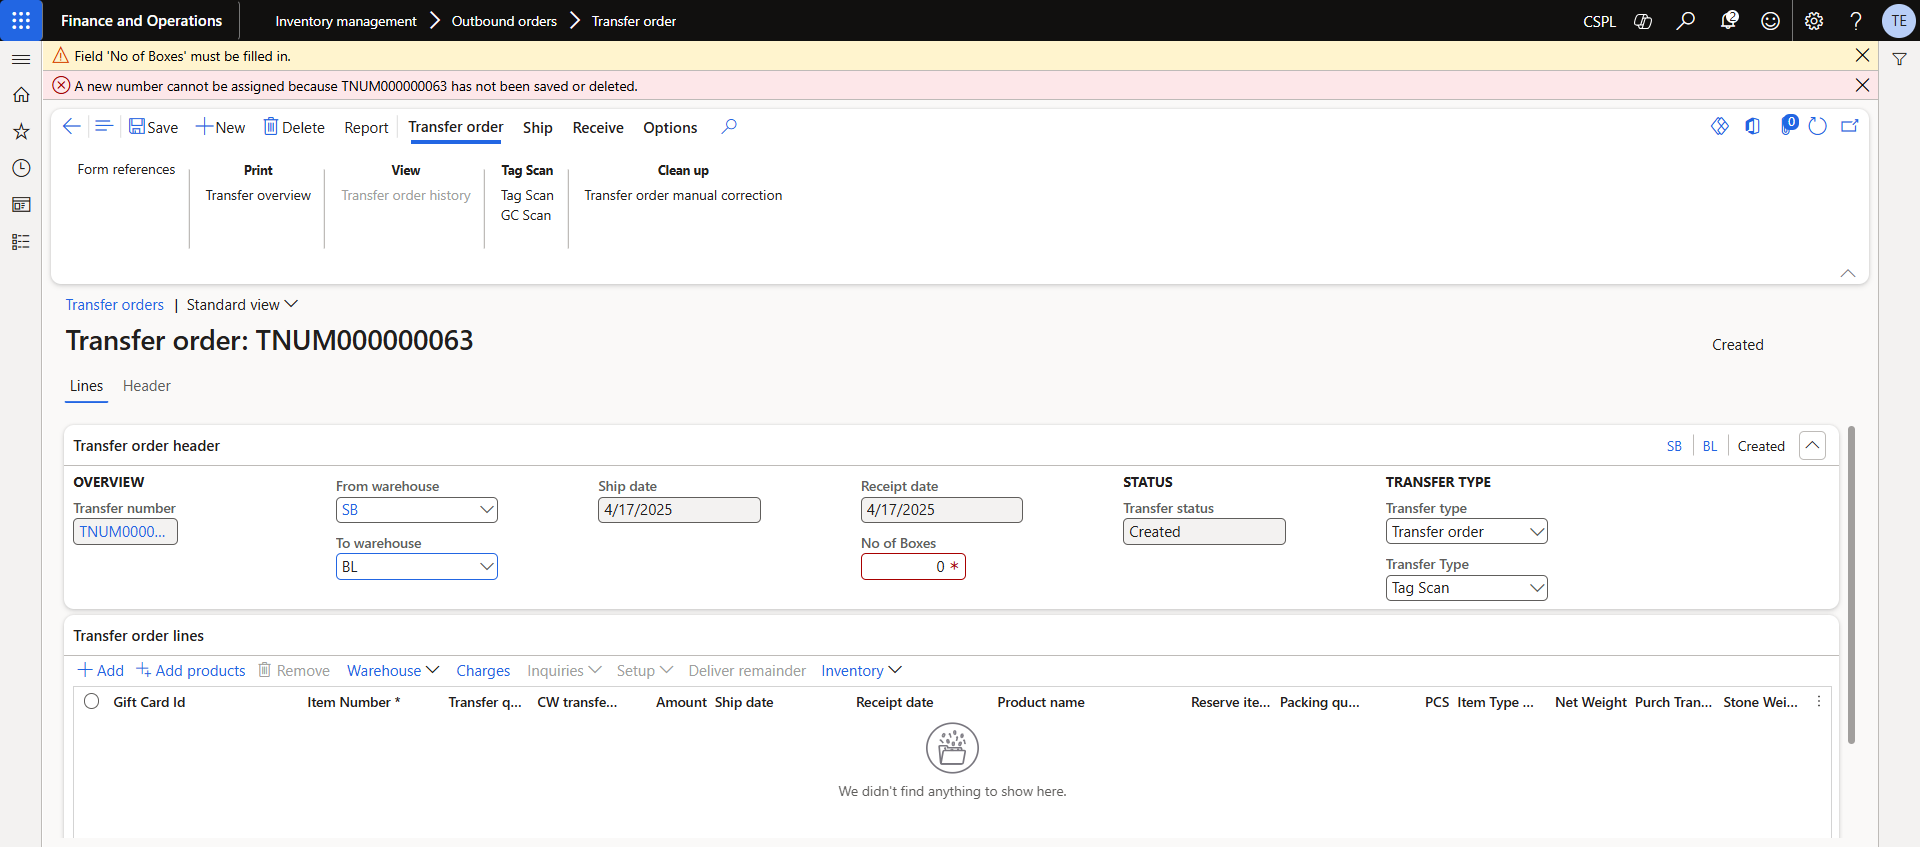 Finance and Operations
Inventory management > Outbound orders > Transfer order
CSPL
2
TE
Field 'No of Boxes' must be filled in.
A new number cannot be assigned because TNUM000000063 has not been saved or deleted.
Save New Delete Report Transfer order Ship Receive Options
0
Form references
Print
Transfer overview
View
Transfer order history
Tag Scan
Tag Scan
GC Scan
Clean up
Transfer order manual correction
Transfer orders | Standard view
Transfer order: TNUM000000063
Created
Lines Header
Transfer order header
SB BL Created
OVERVIEW
Transfer number
TNUM0000...
From warehouse
SB
To warehouse
BL
Ship date
4/17/2025
Receipt date
4/17/2025
No of Boxes
0 *
STATUS
Transfer status
Created
TRANSFER TYPE
Transfer type
Transfer order
Transfer Type
Tag Scan
Transfer order lines
Add Add products Remove Warehouse Charges Inquiries Setup Deliver remainder Inventory
Gift Card Id Item Number * Transfer q... CW transfe... Amount Ship date Receipt date Product name Reserve ite... Packing qu... PCS Item Type ... Net Weight Purch Tran... Stone Wei...
We didn't find anything to show here.